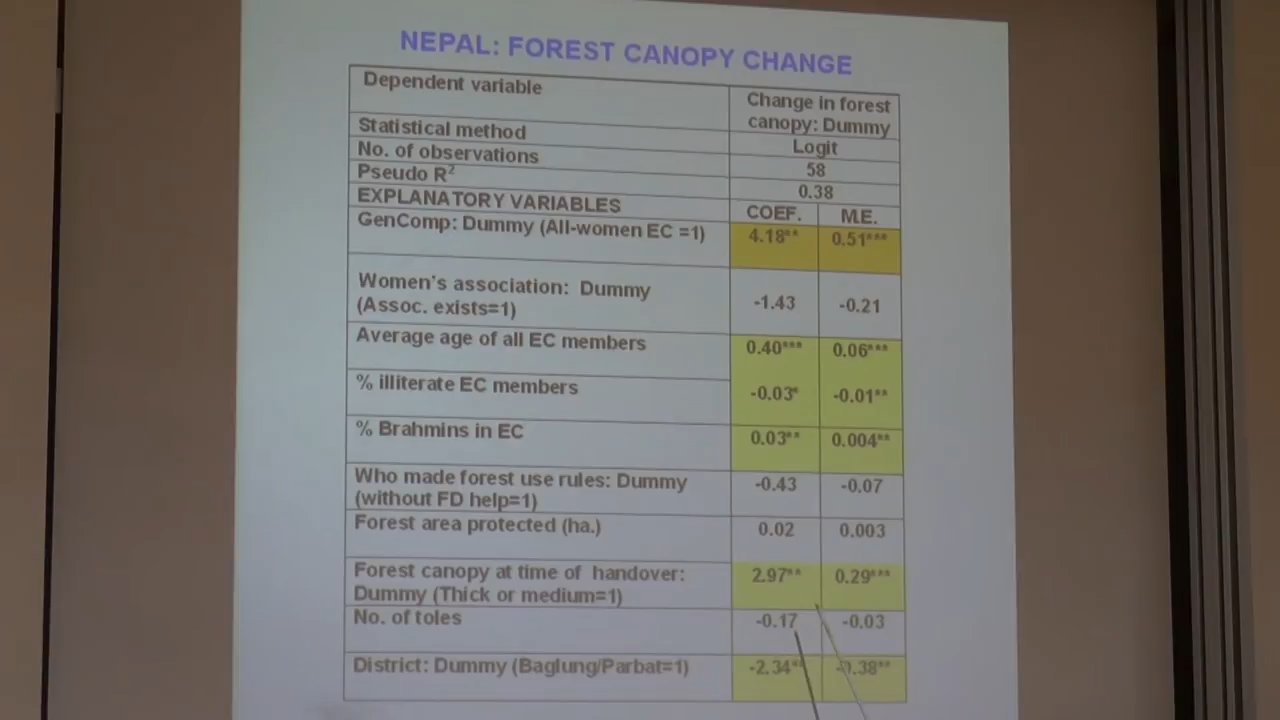 NEPAL: FOREST CANOPY CHANGE
Dependent variable
Change in forest
canopy: Dummy
Statistical method
Logit
No. of observations
58
Pseudo R²
0.38
EXPLANATORY VARIABLES COEF. M.E.
GenComp: Dummy (All-women EC =1) 4.18** 0.51***
Women's association: Dummy
(Assoc. exists=1) -1.43 -0.21
Average age of all EC members 0.40*** 0.06***
% illiterate EC members -0.03* -0.01**
% Brahmins in EC 0.03** 0.004**
Who made forest use rules: Dummy
(without FD help=1) -0.43 -0.07
Forest area protected (ha.) 0.02 0.003
Forest canopy at time of handover:
Dummy (Thick or medium=1) 2.97** 0.29***
No. of toles -0.17 -0.03
District: Dummy (Baglung/Parbat=1) -2.34** -0.38**